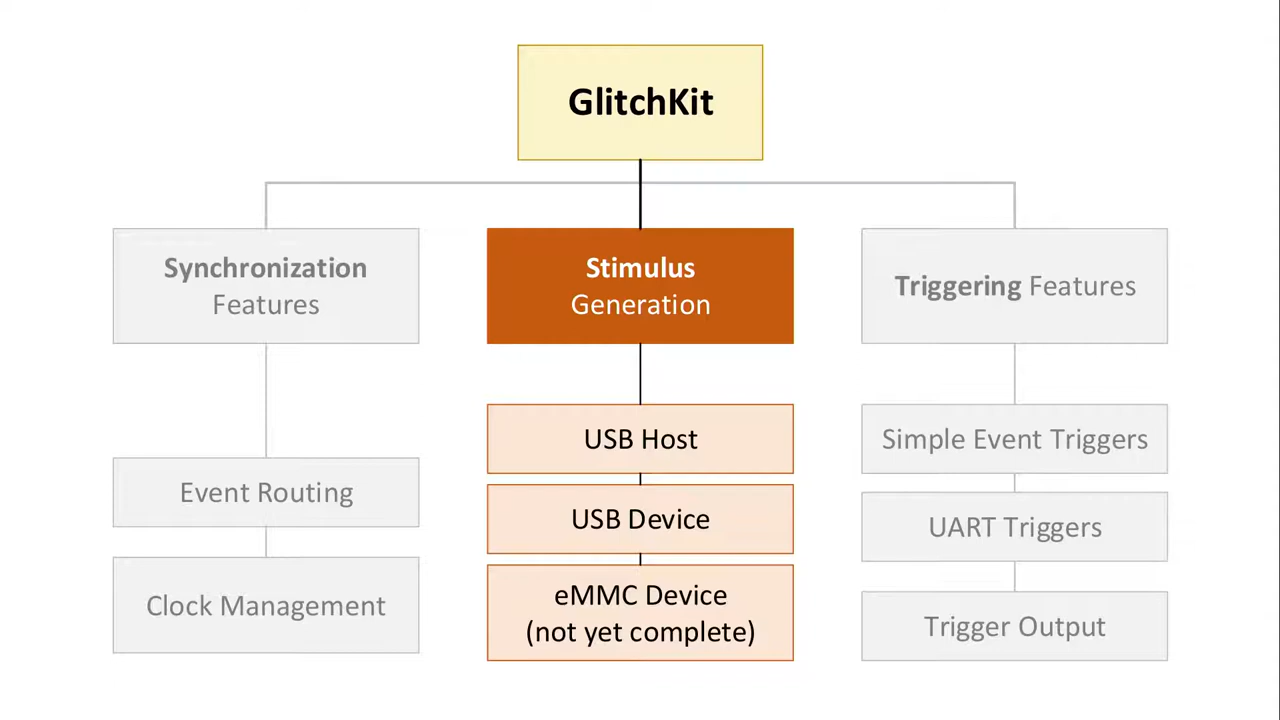 GlitchKit
Synchronization
Features
Event Routing
Clock Management
Stimulus
Generation
USB Host
USB Device
eMMC Device
(not yet complete)
Triggering Features
Simple Event Triggers
UART Triggers
Trigger Output